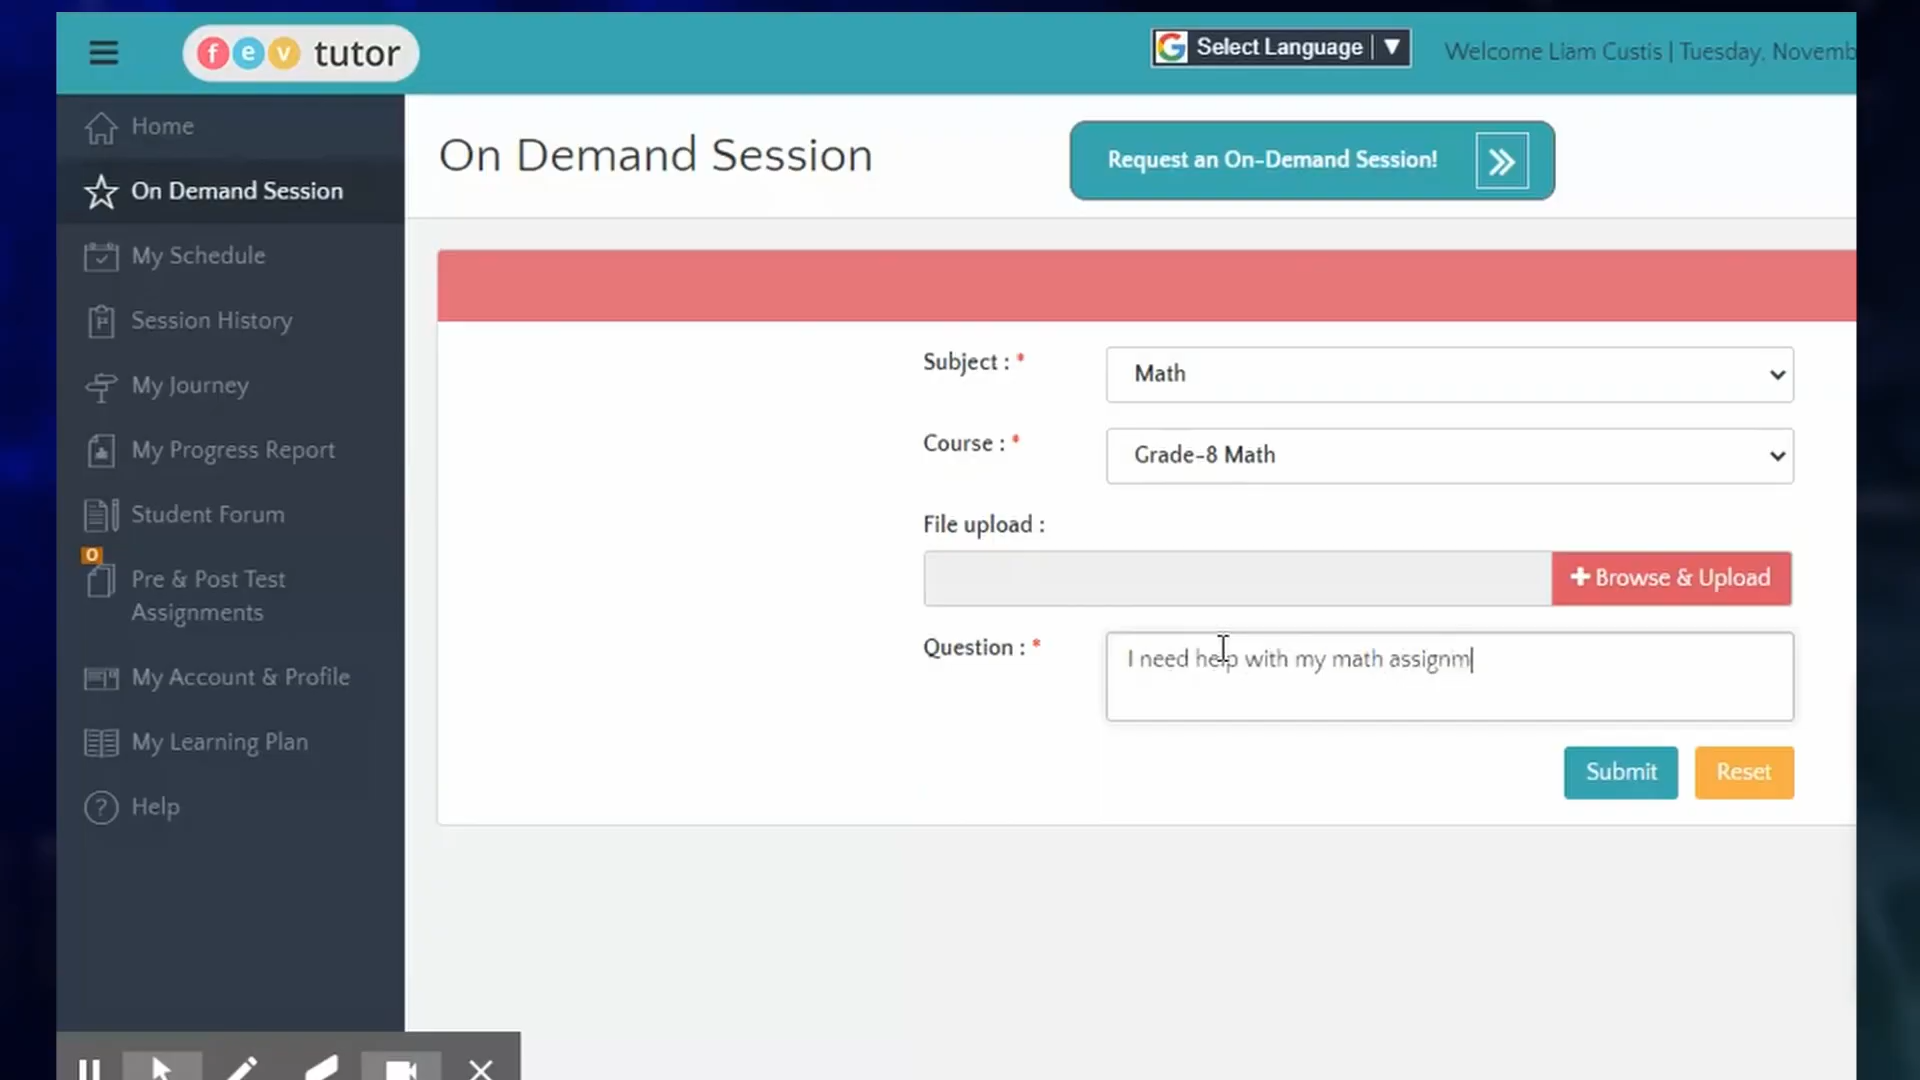 fev tutor
Select Language ▼
Welcome Liam Custis | Tuesday, Novemb
Home
On Demand Session
My Schedule
Session History
My Journey
My Progress Report
Student Forum
0
Pre & Post Test
Assignments
My Account & Profile
My Learning Plan
Help
On Demand Session
Request an On-Demand Session!
Subject : *
Math
Course : *
Grade-8 Math
File upload :
Browse & Upload
Question : *
I need help with my math assignm
Submit
Reset